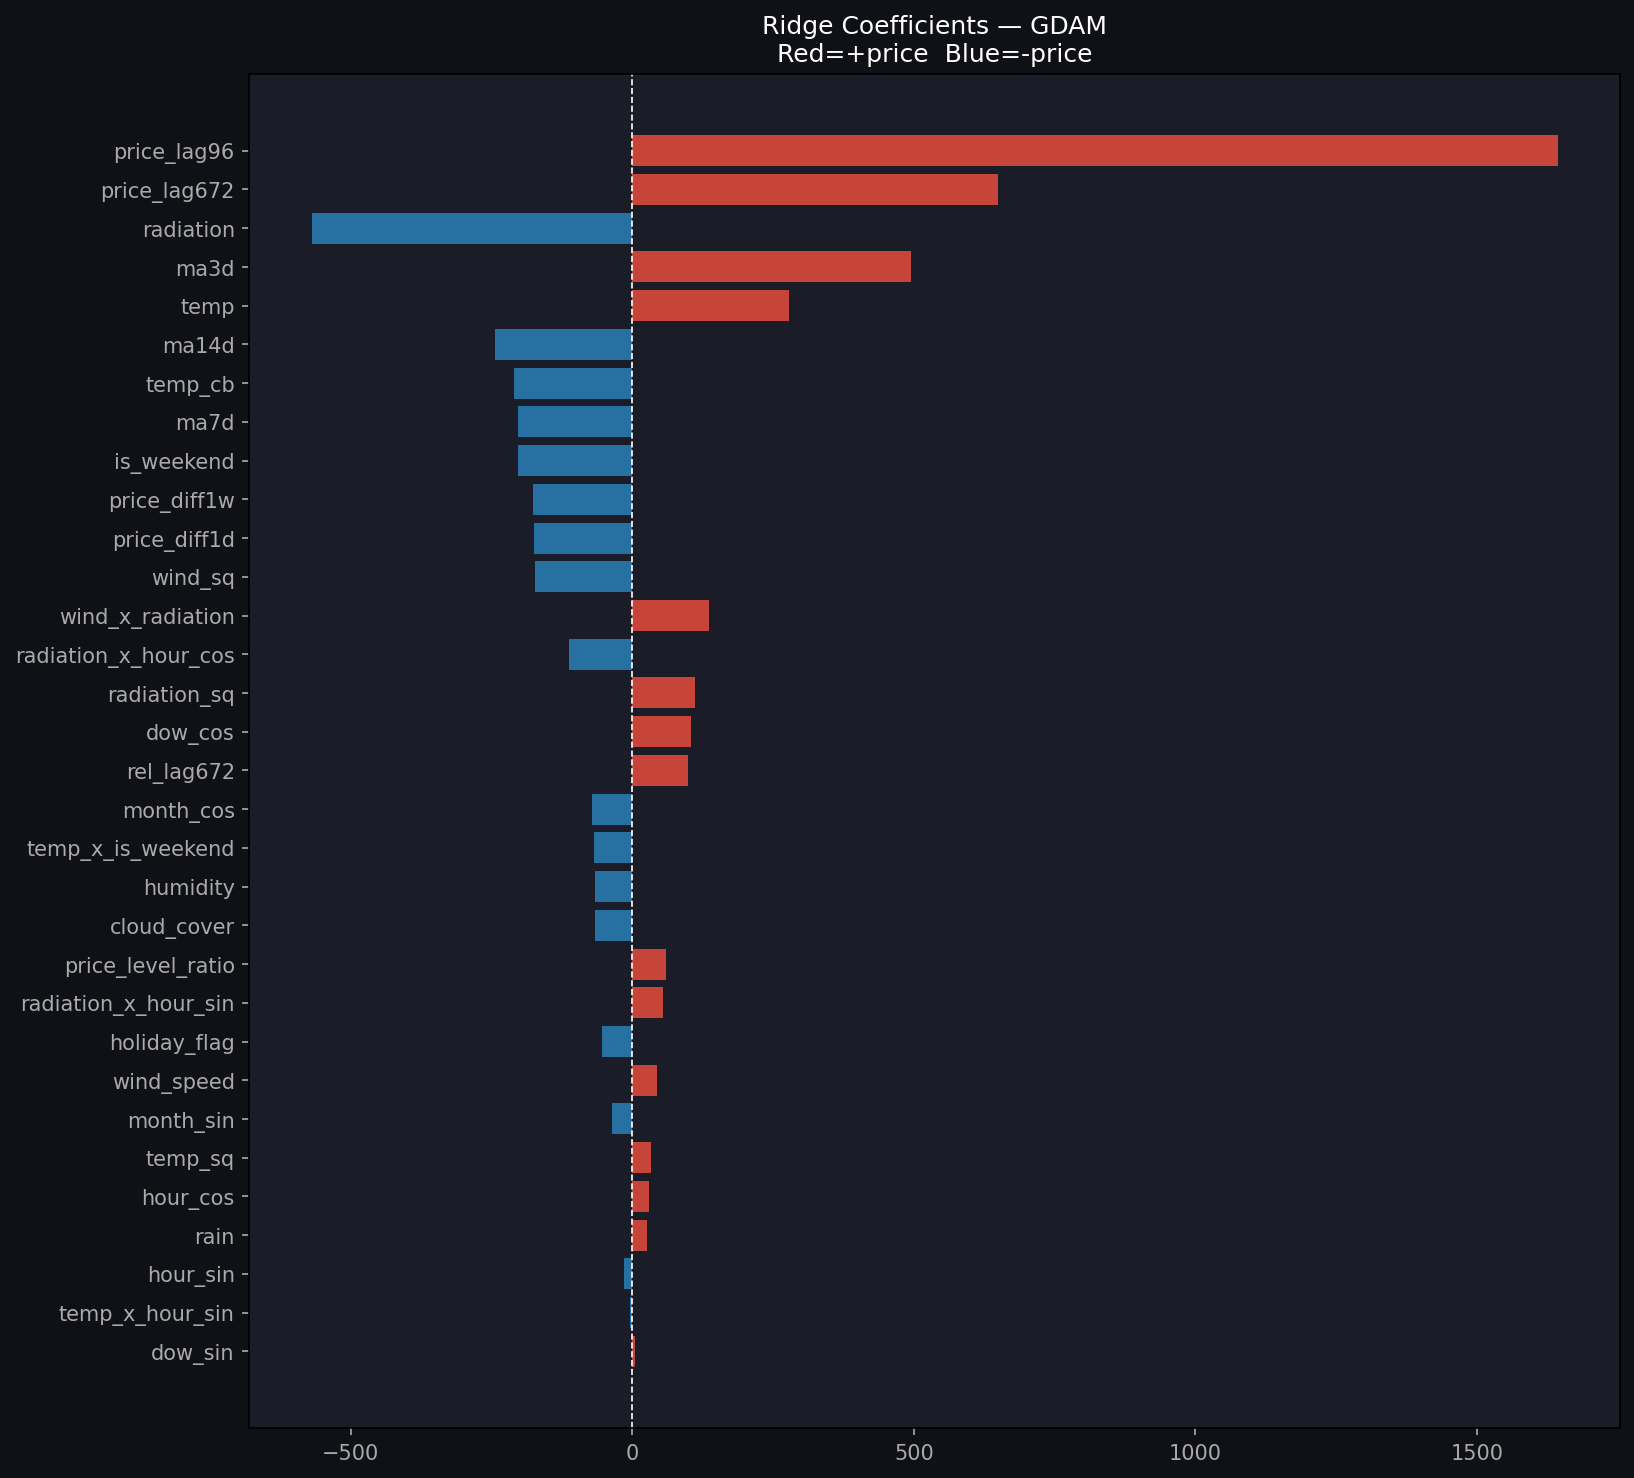 Ridge Coefficients — GDAM
Red=+price  Blue=-price
price_lag96
price_lag672
radiation
ma3d
temp
ma14d
temp_cb
ma7d
is_weekend
price_diff1w
price_diff1d
wind_sq
wind_x_radiation
radiation_x_hour_cos
radiation_sq
dow_cos
rel_lag672
month_cos
temp_x_is_weekend
humidity
cloud_cover
price_level_ratio
radiation_x_hour_sin
holiday_flag
wind_speed
month_sin
temp_sq
hour_cos
rain
hour_sin
temp_x_hour_sin
dow_sin
−500 0 500 1000 1500